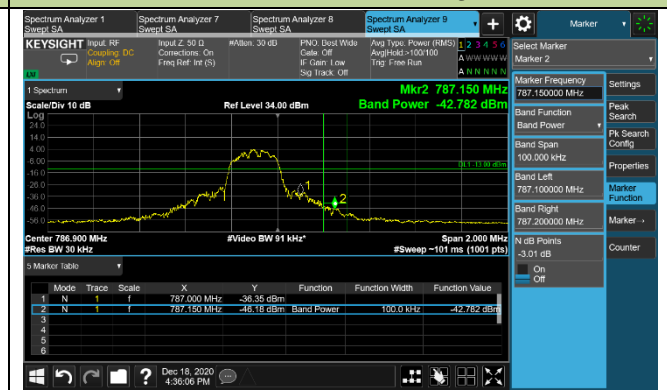 Spectrum Analyzer 1
Swept SA
Spectrum Analyzer 7
Swept SA
Spectrum Analyzer 8
Swept SA
Spectrum Analyzer 9
Swept SA
+
Marker
KEYSIGHT
Input: RF
Coupling: DC
Align: Off
Input Z: 50 Ω
Corrections: On
Freq Ref: Int (S)
#Atten: 30 dB
PNO: Best Wide
Gate: Off
IF Gain: Low
Sig Track: Off
Avg Type: Power (RMS)
Avg|Hold:>100/100
Trig: Free Run
1 2 3 4 5 6
A W W W W W
A N N N N N
LXI
Select Marker
Marker 2
1 Spectrum
Scale/Div 10 dB
Ref Level 34.00 dBm
Mkr2 787.150 MHz
Band Power -42.782 dBm
Log
24.0
14.0
4.00
-6.00
-16.0
-26.0
-36.0
-46.0
-56.0
DL1 -13.00 dBm
1
2
Center 786.900 MHz
#Res BW 30 kHz
#Video BW 91 kHz*
Span 2.000 MHz
#Sweep ~101 ms (1001 pts)
5 Marker Table
Mode Trace Scale X Y Function Function Width Function Value
1 N 1 f 787.000 MHz -36.35 dBm
2 N 1 f 787.150 MHz -46.18 dBm Band Power 100.0 kHz -42.782 dBm
3
4
5
6
Marker Frequency
787.150000 MHz
Band Function
Band Power
Band Span
100.000 kHz
Band Left
787.100000 MHz
Band Right
787.200000 MHz
N dB Points
-3.01 dB
On
Off
Settings
Peak
Search
Pk Search
Config
Properties
Marker
Function
Marker→
Counter
?
Dec 18, 2020
4:36:06 PM